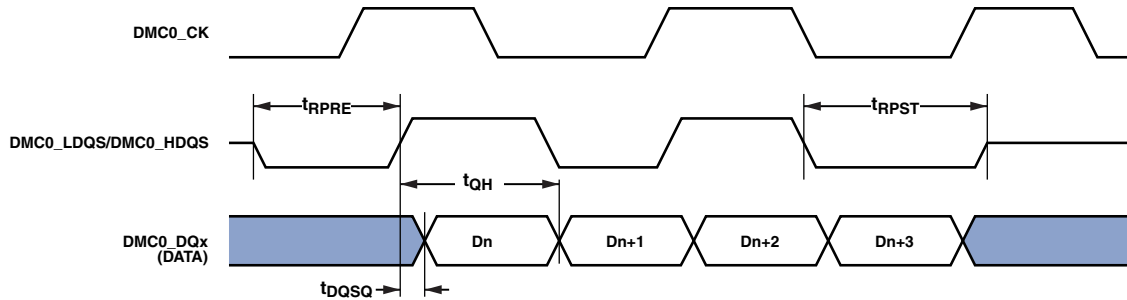 DMC0_CK
tRPRE
tRPST
DMC0_LDQS/DMC0_HDQS
tQH
DMC0_DQx
(DATA)
Dn
Dn+1
Dn+2
Dn+3
tDQSQ